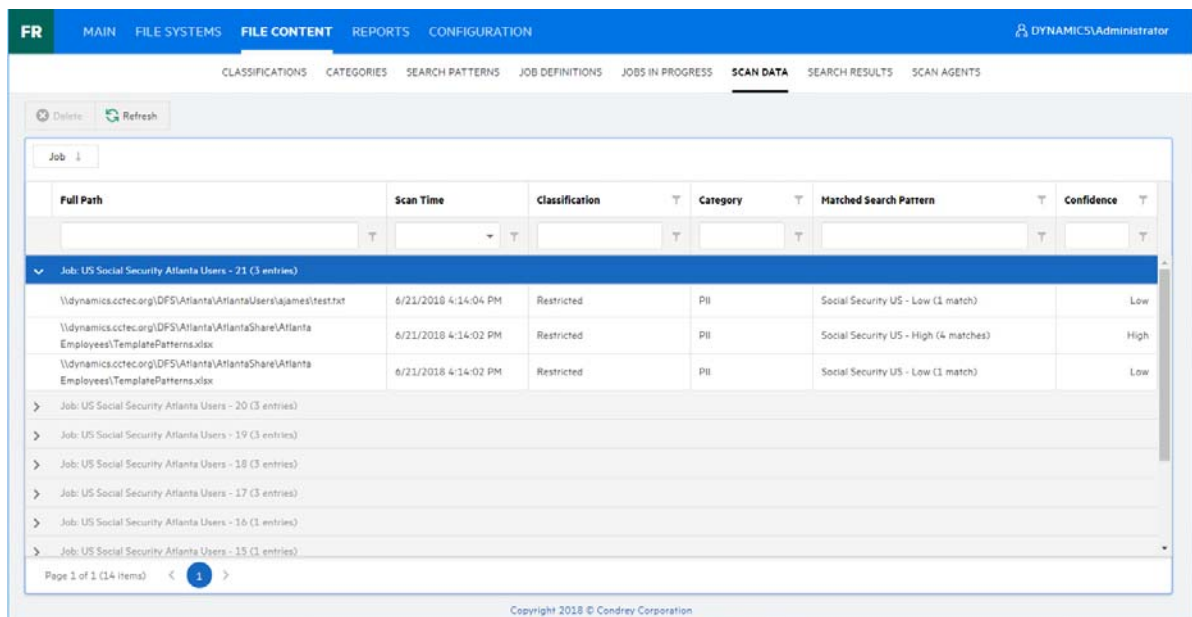 FR MAIN FILE SYSTEMS FILE CONTENT REPORTS CONFIGURATION DYNAMICS\Administrator
CLASSIFICATIONS CATEGORIES SEARCH PATTERNS JOB DEFINITIONS JOBS IN PROGRESS SCAN DATA SEARCH RESULTS SCAN AGENTS
Delete Refresh
Job
Full Path Scan Time Classification Category Matched Search Pattern Confidence
Job: US Social Security Atlanta Users - 21 (3 entries)
\\dynamics.cctec.org\DFS\Atlanta\AtlantaUsers\ajames\test.txt 6/21/2018 4:14:04 PM Restricted PII Social Security US - Low (1 match) Low
\\dynamics.cctec.org\DFS\Atlanta\AtlantaShare\Atlanta
Employees\TemplatePatterns.xlsx 6/21/2018 4:14:02 PM Restricted PII Social Security US - High (4 matches) High
\\dynamics.cctec.org\DFS\Atlanta\AtlantaShare\Atlanta
Employees\TemplatePatterns.xlsx 6/21/2018 4:14:02 PM Restricted PII Social Security US - Low (1 match) Low
Job: US Social Security Atlanta Users - 20 (3 entries)
Job: US Social Security Atlanta Users - 19 (3 entries)
Job: US Social Security Atlanta Users - 18 (3 entries)
Job: US Social Security Atlanta Users - 17 (3 entries)
Job: US Social Security Atlanta Users - 16 (1 entries)
Job: US Social Security Atlanta Users - 15 (1 entries)
Page 1 of 1 (14 items) 1
Copyright 2018 © Condrey Corporation